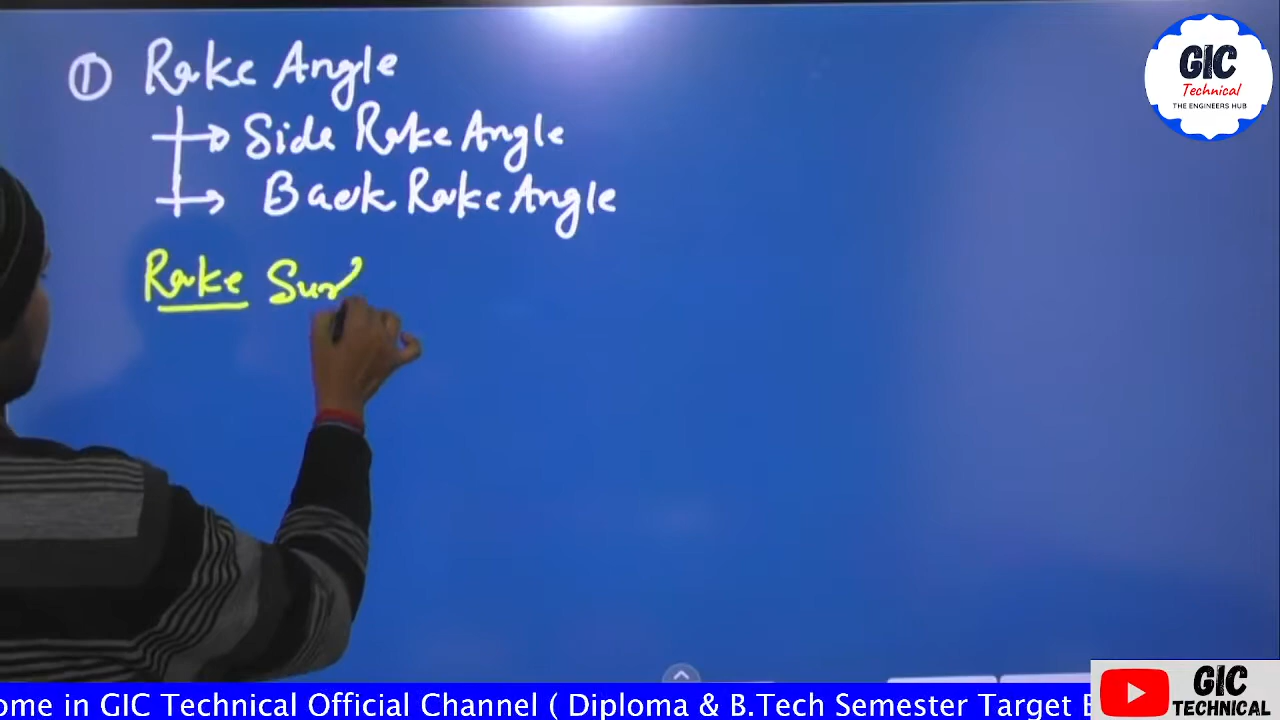 ① Rake Angle
Side Rake Angle
Back Rake Angle
Rake Sur
GIC
Technical
THE ENGINEERS HUB
ome in GIC Technical Official Channel ( Diploma & B.Tech Semester Target B
GIC
TECHNICAL